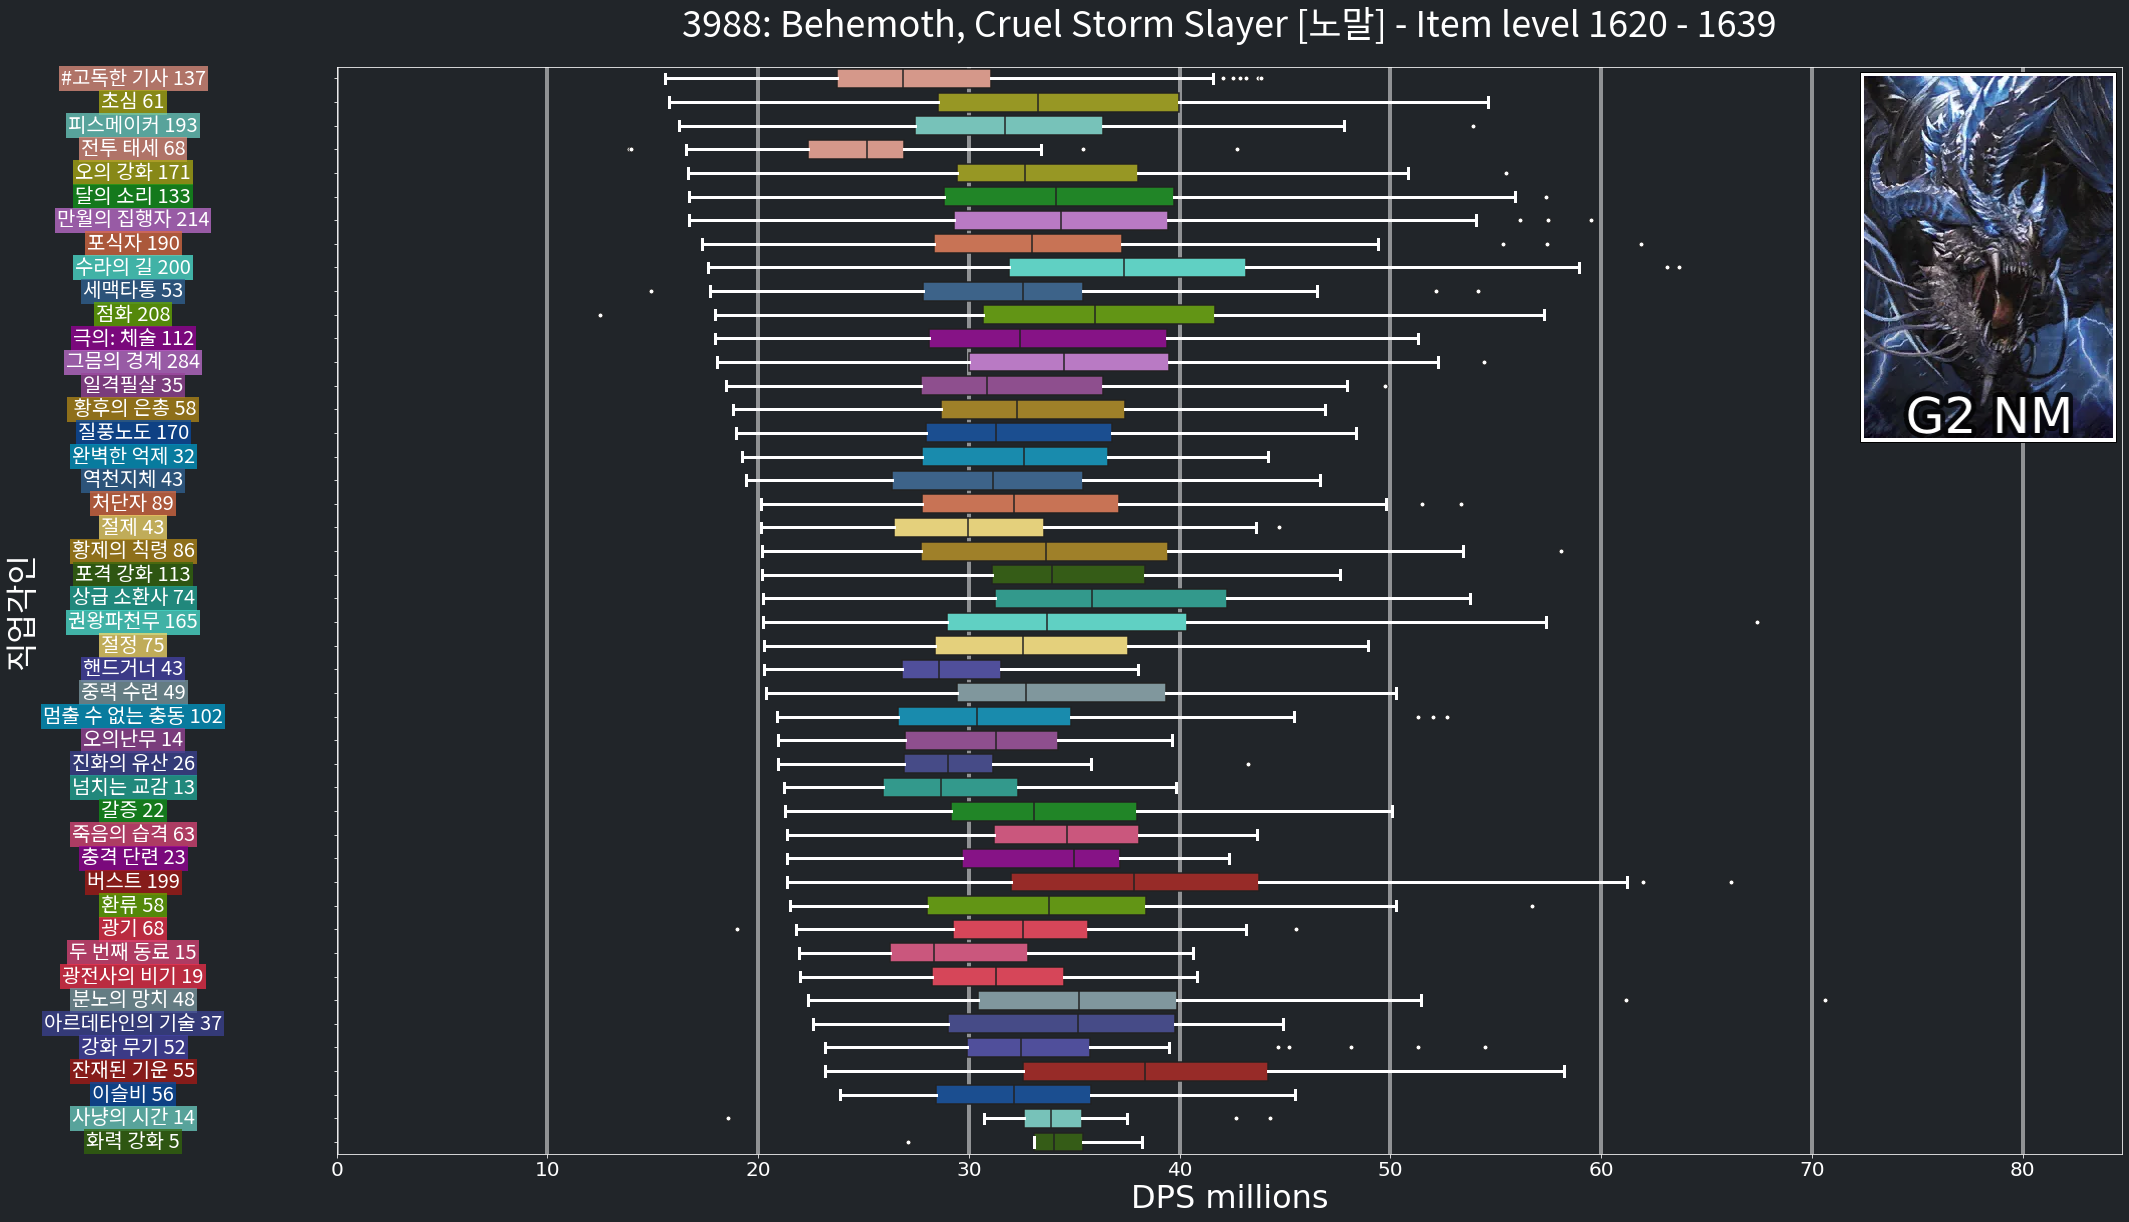 3988: Behemoth, Cruel Storm Slayer [노말] - Item level 1620 - 1639
#고독한 기사 137
초심 61
피스메이커 193
전투 태세 68
오의 강화 171
달의 소리 133
만월의 집행자 214
포식자 190
수라의 길 200
세맥타통 53
점화 208
극의: 체술 112
그믐의 경계 284
일격필살 35
황후의 은총 58
질풍노도 170
완벽한 억제 32
역천지체 43
처단자 89
절제 43
황제의 칙령 86
포격 강화 113
상급 소환사 74
권왕파천무 165
절정 75
핸드거너 43
중력 수련 49
멈출 수 없는 충동 102
오의난무 14
진화의 유산 26
넘치는 교감 13
갈증 22
죽음의 습격 63
충격 단련 23
버스트 199
환류 58
광기 68
두 번째 동료 15
광전사의 비기 19
분노의 망치 48
아르데타인의 기술 37
강화 무기 52
잔재된 기운 55
이슬비 56
사냥의 시간 14
화력 강화 5
직업각인
G2 NM
0 10 20 30 40 50 60 70 80
DPS millions